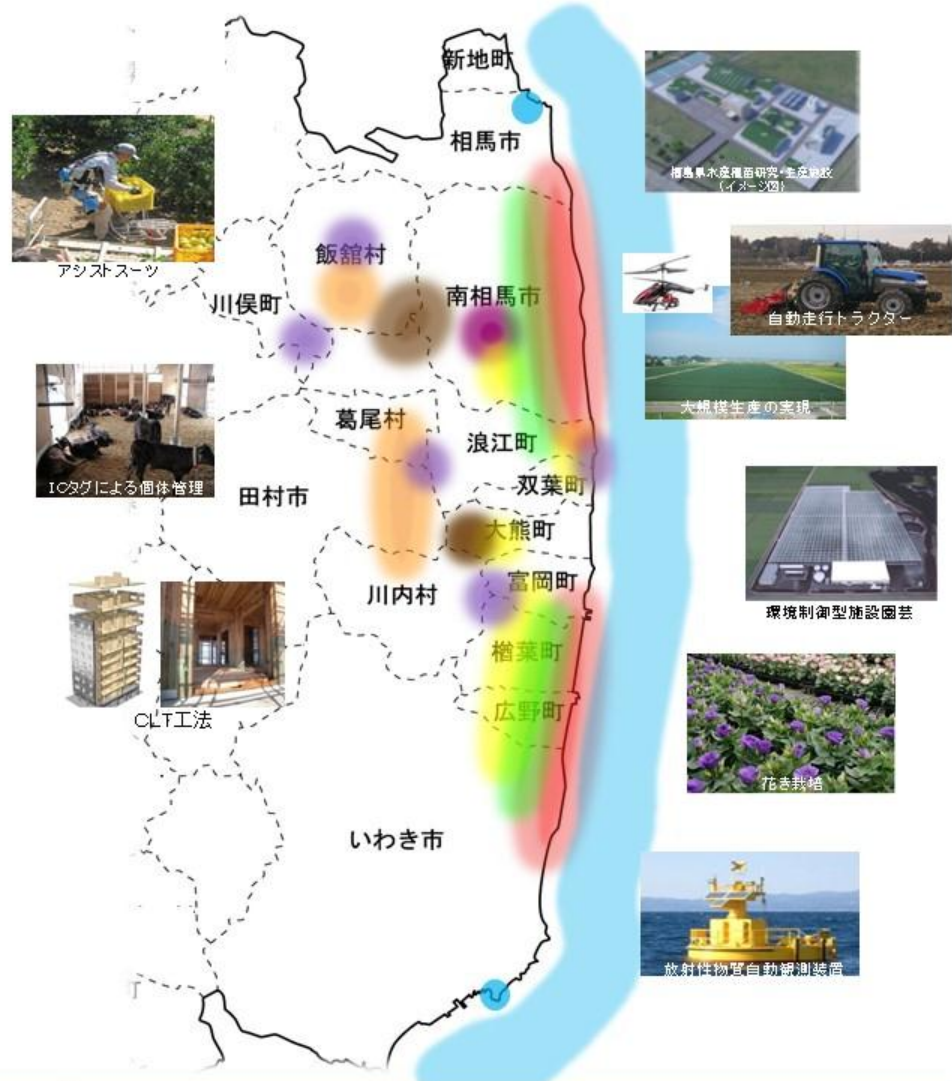 新地町
相馬市
福島県水産種苗研究・生産施設
(イメージ図)
アシストスーツ
飯舘村
川俣町
南相馬市
自動走行トラクター
大規模生産の実現
葛尾村
浪江町
ICタグによる個体管理
田村市
双葉町
大熊町
川内村
富岡町
環境制御型施設園芸
楢葉町
広野町
CLT工法
花き栽培
いわき市
放射性物質自動観測装置